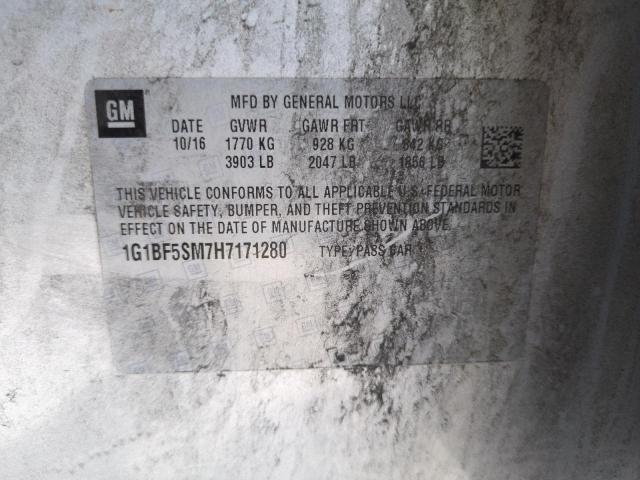 GM
MFD BY GENERAL MOTORS LLC
DATE GVWR GAWR FRT GAWR RR
10/16 1770 KG 928 KG 842 KG
3903 LB 2047 LB 1856 LB
THIS VEHICLE CONFORMS TO ALL APPLICABLE U.S. FEDERAL MOTOR
VEHICLE SAFETY, BUMPER, AND THEFT PREVENTION STANDARDS IN
EFFECT ON THE DATE OF MANUFACTURE SHOWN ABOVE.
1G1BF5SM7H7171280 TYPE: PASS CAR